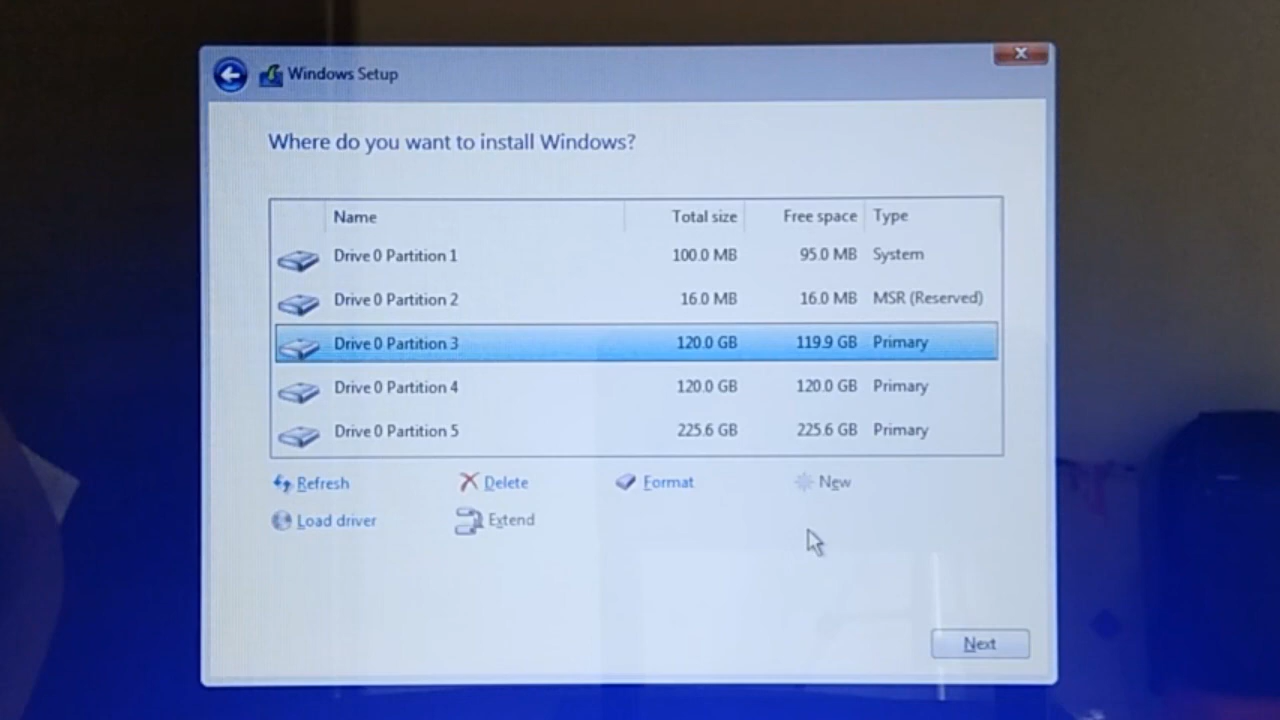 Windows Setup
Where do you want to install Windows?
Name Total size Free space Type
Drive 0 Partition 1 100.0 MB 95.0 MB System
Drive 0 Partition 2 16.0 MB 16.0 MB MSR (Reserved)
Drive 0 Partition 3 120.0 GB 119.9 GB Primary
Drive 0 Partition 4 120.0 GB 120.0 GB Primary
Drive 0 Partition 5 225.6 GB 225.6 GB Primary
Refresh Delete Format New
Load driver Extend
Next